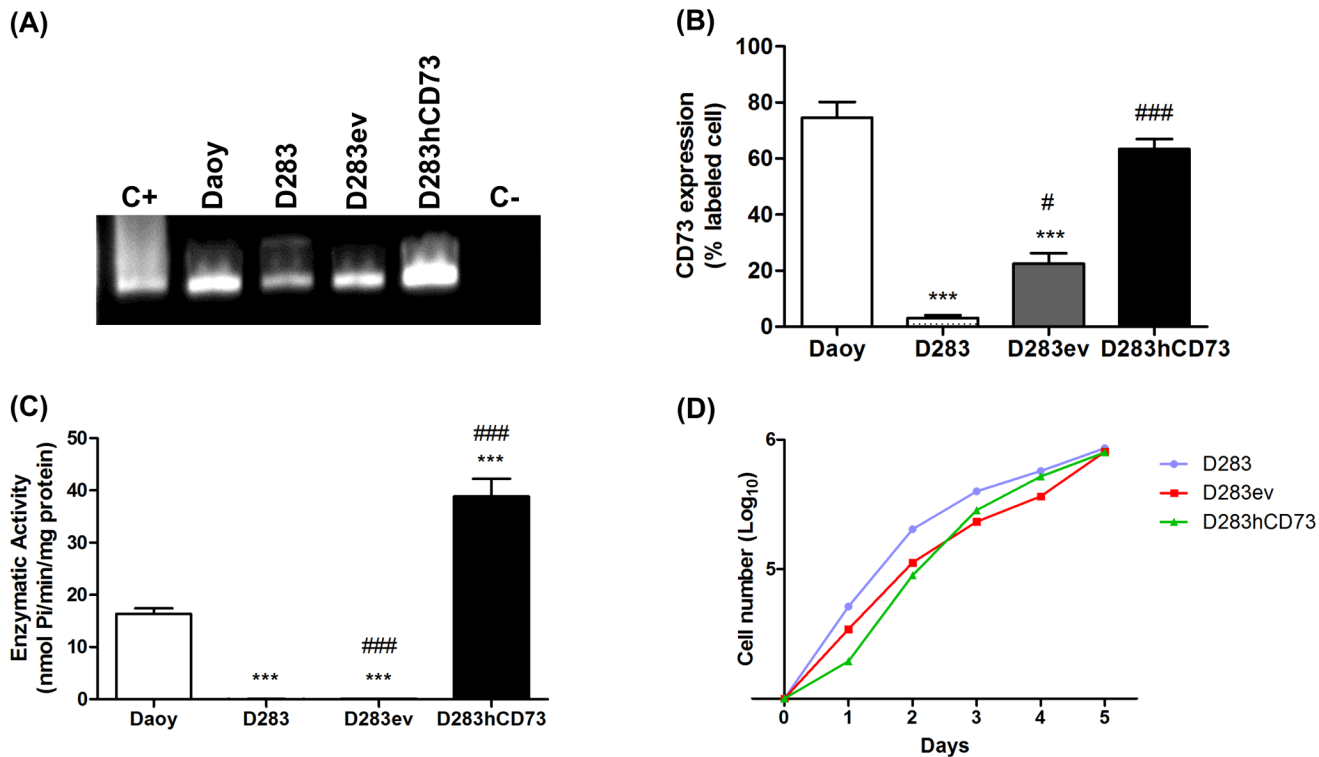 (A)
C+
Daoy
D283
D283ev
D283hCD73
C-
(B)
CD73 expression
(% labeled cell)
100
80
60
40
20
0
***
#
***
###
Daoy
D283
D283ev
D283hCD73
(C)
Enzymatic Activity
(nmol Pi/min/mg protein)
50
40
30
20
10
0
***
###
***
###
***
Daoy
D283
D283ev
D283hCD73
(D)
Cell number (Log10)
6
5
0
1
2
3
4
5
Days
D283
D283ev
D283hCD73